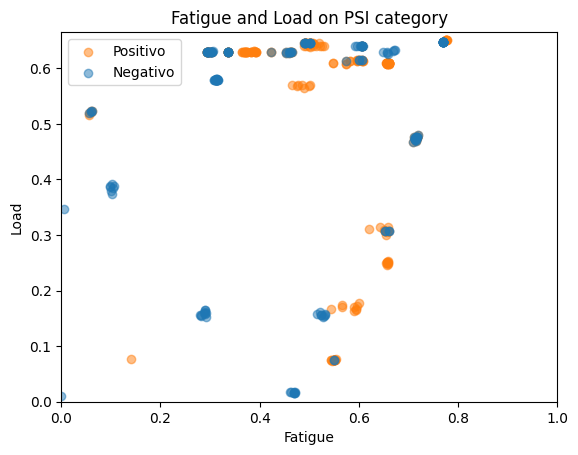 Fatigue and Load on PSI category
Positivo
Negativo
Load
0.6
0.5
0.4
0.3
0.2
0.1
0.0
0.0 0.2 0.4 0.6 0.8 1.0
Fatigue